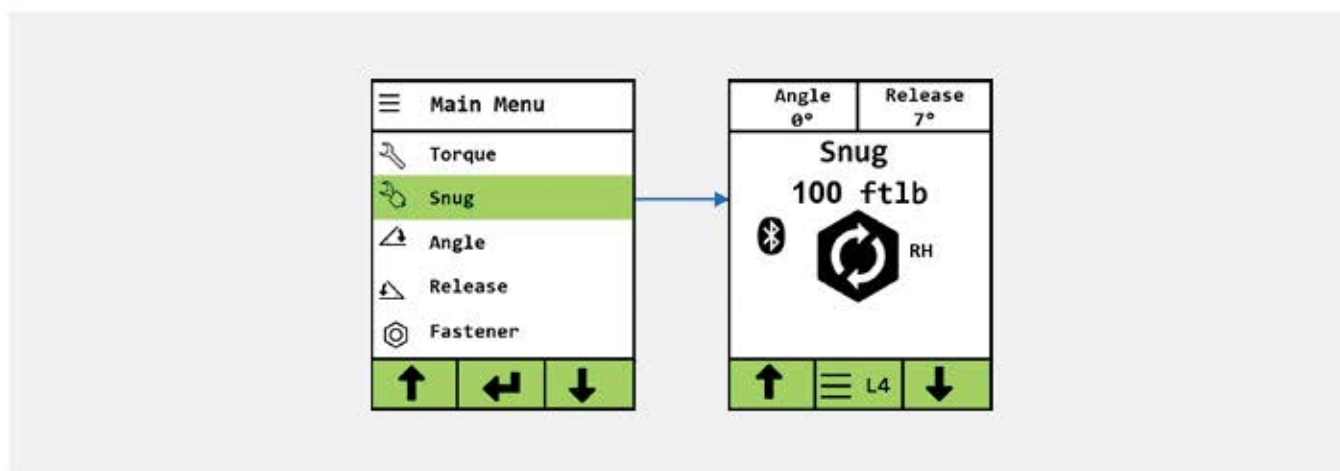 Main Menu
Torque
Snug
Angle
Release
Fastener
Angle
0°
Release
7°
Snug
100 ftlb
RH
L4